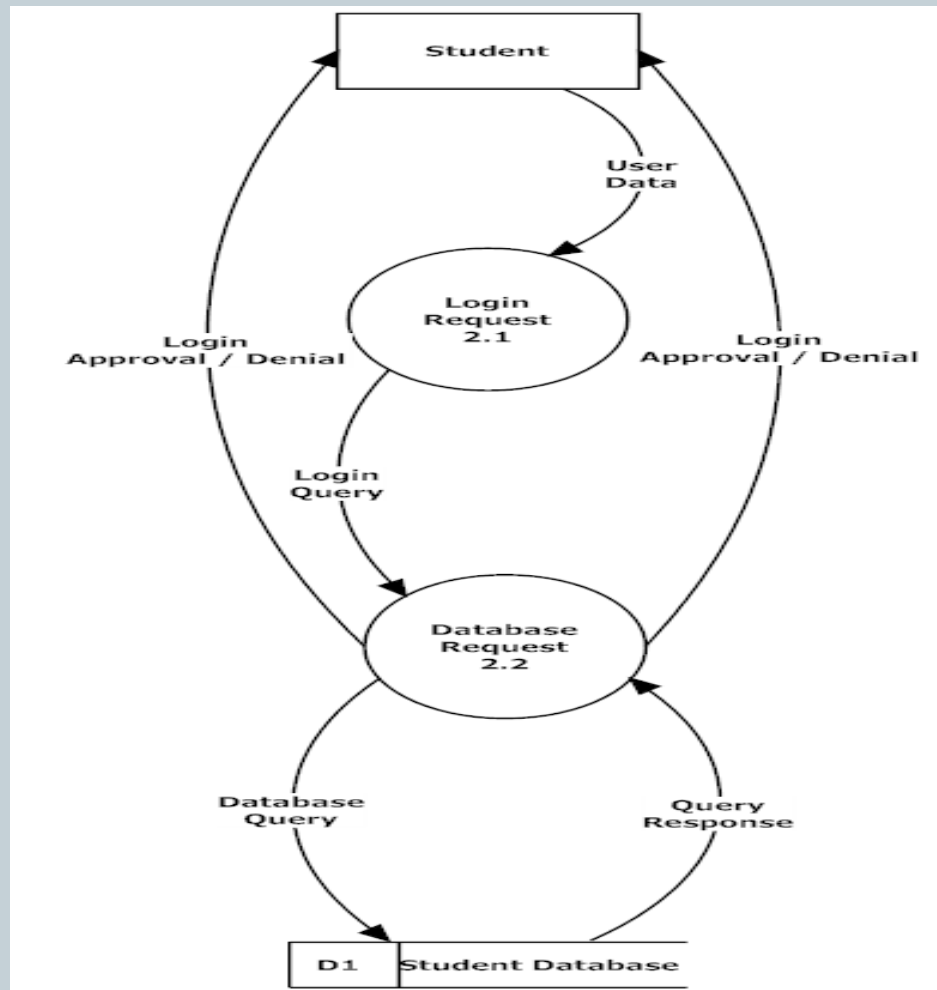 Student
User
Data
Login
Request
2.1
Login
Approval / Denial
Login
Approval / Denial
Login
Query
Database
Request
2.2
Database
Query
Query
Response
D1
Student Database